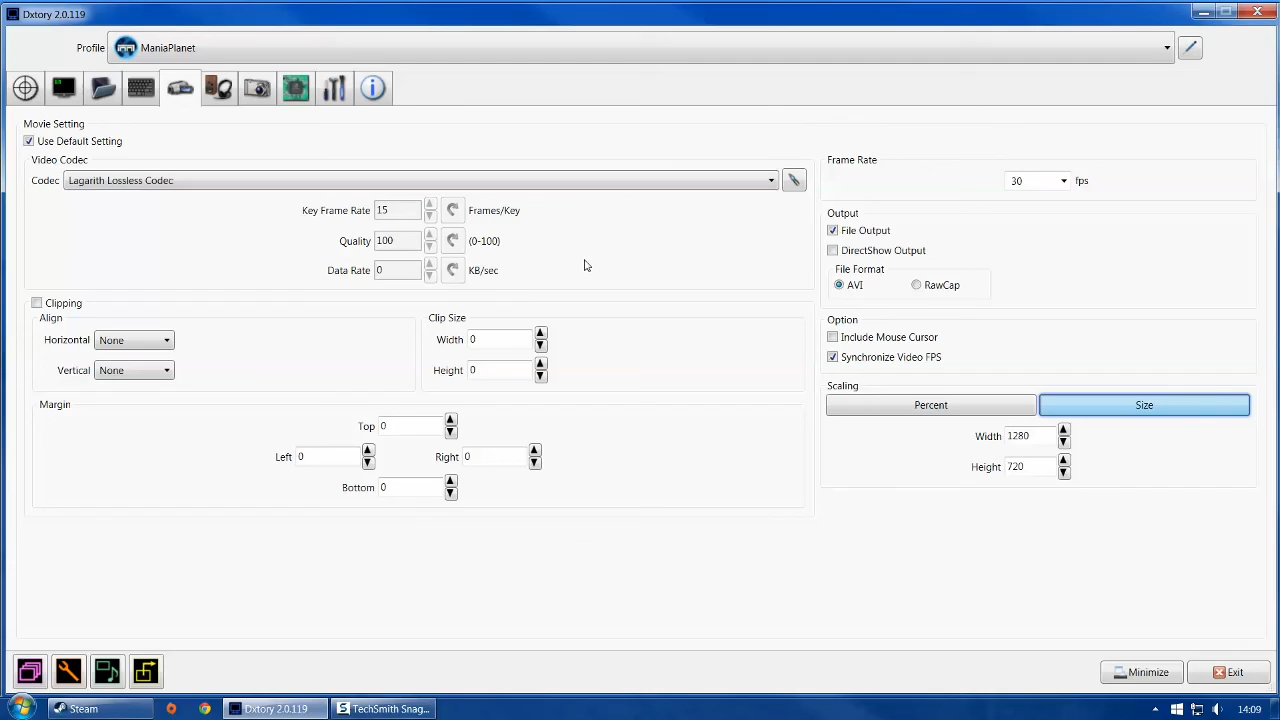 Dxtory 2.0.119
Profile ManiaPlanet
Movie Setting
Use Default Setting
Video Codec
Codec Lagarith Lossless Codec
Key Frame Rate 15 Frames/Key
Quality 100 (0-100)
Data Rate 0 KB/sec
Clipping
Align
Horizontal None
Vertical None
Clip Size
Width 0
Height 0
Margin
Top 0
Left 0 Right 0
Bottom 0
Frame Rate
30 fps
Output
File Output
DirectShow Output
File Format
AVI RawCap
Option
Include Mouse Cursor
Synchronize Video FPS
Scaling
Percent Size
Width 1280
Height 720
Minimize Exit
Steam Dxtory 2.0.119 TechSmith Snag... 14:09